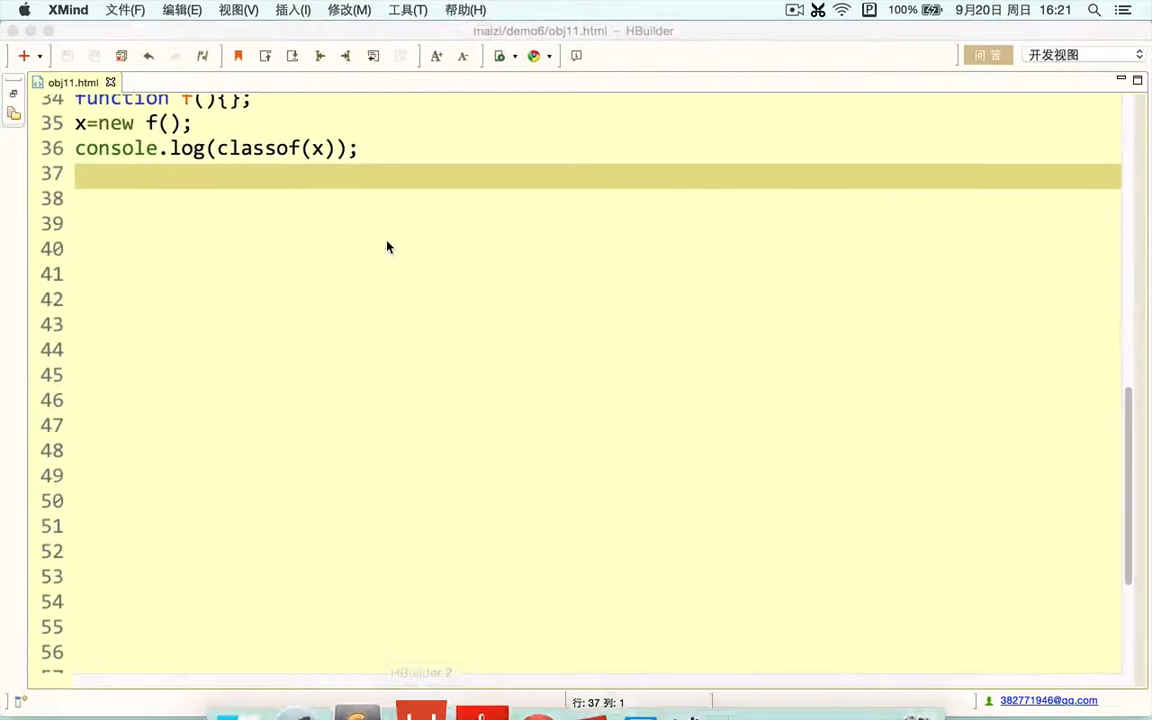 XMind 文件(F) 编辑(E) 视图(V) 插入(I) 修改(M) 工具(T) 帮助(H) 100% 9月20日 周日 16:21
maizi/demo6/obj11.html — HBuilder
问 答 开发视图
obj11.html
34 function f(){};
35 x=new f();
36 console.log(classof(x));
37
38
39
40
41
42
43
44
45
46
47
48
49
50
51
52
53
54
55
56
HBuilder 2
行: 37 列: 1 382771946@qq.com